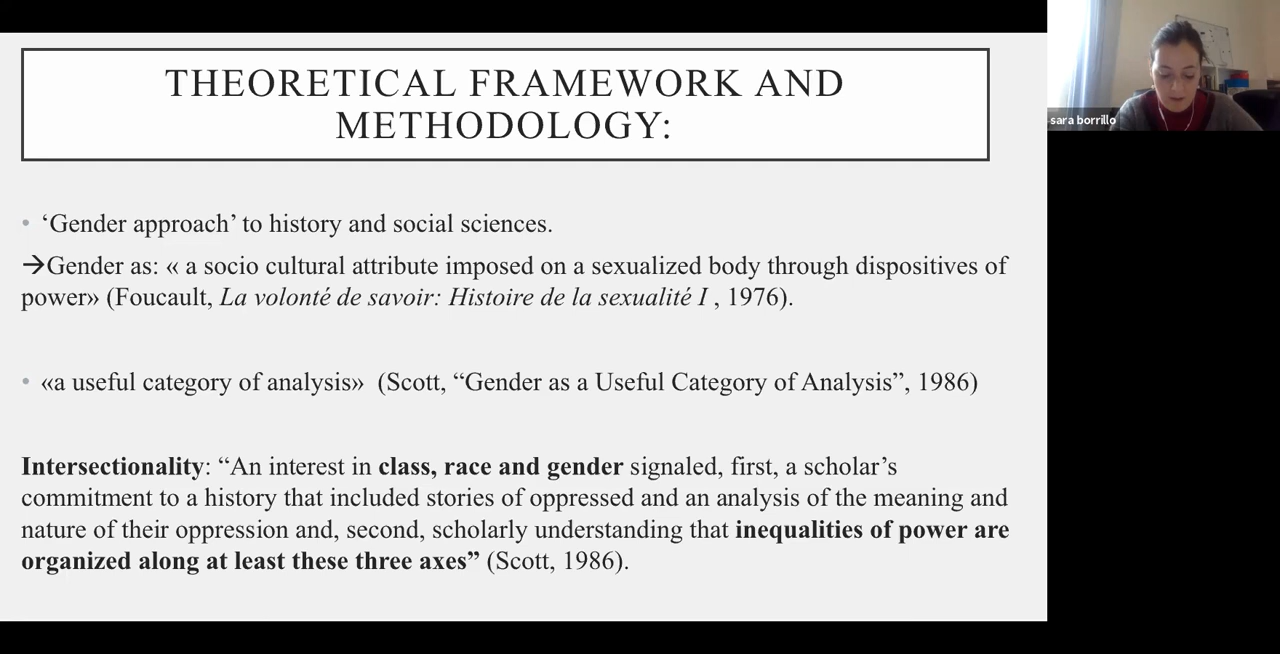 THEORETICAL FRAMEWORK AND
METHODOLOGY:
• ‘Gender approach’ to history and social sciences.
→Gender as: « a socio cultural attribute imposed on a sexualized body through dispositives of
power» (Foucault, La volonté de savoir: Histoire de la sexualité I , 1976).
• «a useful category of analysis» (Scott, “Gender as a Useful Category of Analysis”, 1986)
Intersectionality: “An interest in class, race and gender signaled, first, a scholar’s
commitment to a history that included stories of oppressed and an analysis of the meaning and
nature of their oppression and, second, scholarly understanding that inequalities of power are
organized along at least these three axes” (Scott, 1986).
sara borrillo